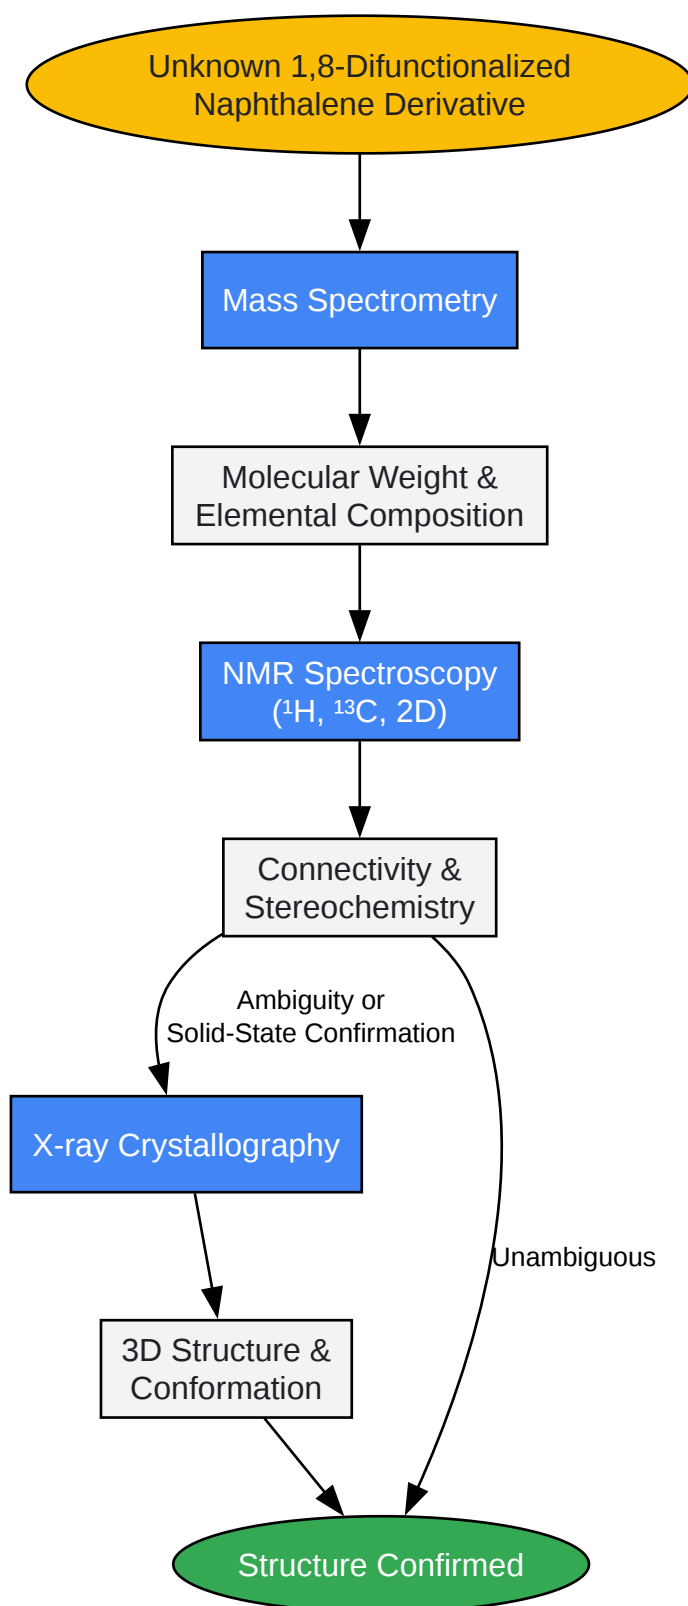 Unknown 1,8-Difunctionalized
Naphthalene Derivative
Mass Spectrometry
Molecular Weight &
Elemental Composition
NMR Spectroscopy
(¹H, ¹³C, 2D)
Connectivity &
Stereochemistry
Ambiguity or
Solid-State Confirmation
X-ray Crystallography
Unambiguous
3D Structure &
Conformation
Structure Confirmed